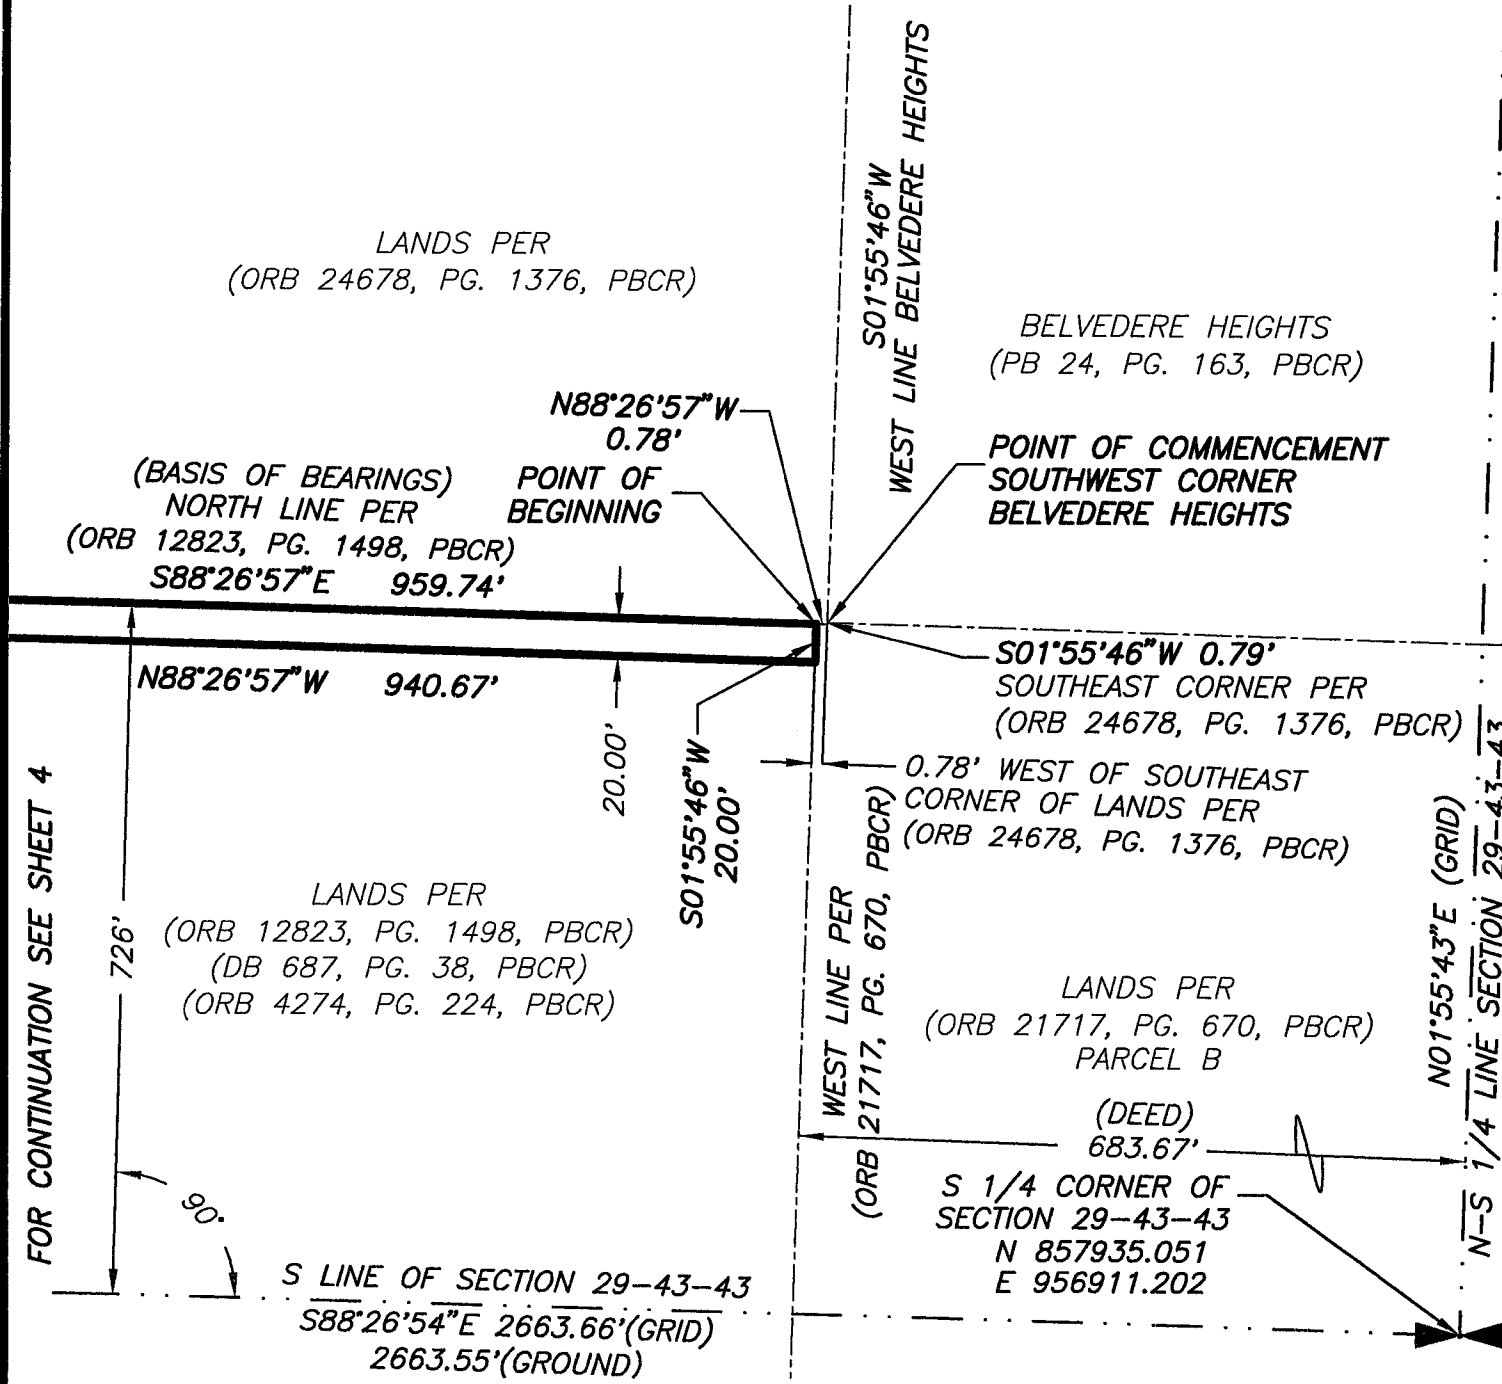 S01°55'46"W
WEST LINE BELVEDERE HEIGHTS
LANDS PER
(ORB 24678, PG. 1376, PBCR)
BELVEDERE HEIGHTS
(PB 24, PG. 163, PBCR)
N88°26'57"W
0.78'
POINT OF
BEGINNING
(BASIS OF BEARINGS)
NORTH LINE PER
(ORB 12823, PG. 1498, PBCR)
S88°26'57"E 959.74'
POINT OF COMMENCEMENT
SOUTHWEST CORNER
BELVEDERE HEIGHTS
N88°26'57"W 940.67'
S01°55'46"W 0.79'
SOUTHEAST CORNER PER
(ORB 24678, PG. 1376, PBCR)
20.00'
S01°55'46"W
20.00'
0.78' WEST OF SOUTHEAST
CORNER OF LANDS PER
(ORB 24678, PG. 1376, PBCR)
FOR CONTINUATION SEE SHEET 4
726'
LANDS PER
(ORB 12823, PG. 1498, PBCR)
(DB 687, PG. 38, PBCR)
(ORB 4274, PG. 224, PBCR)
WEST LINE PER
(ORB 21717, PG. 670, PBCR)
LANDS PER
(ORB 21717, PG. 670, PBCR)
PARCEL B
N01°55'43"E (GRID)
N-S 1/4 LINE SECTION 29-43-43
(DEED)
683.67'
90°
S 1/4 CORNER OF
SECTION 29-43-43
N 857935.051
E 956911.202
S LINE OF SECTION 29-43-43
S88°26'54"E 2663.66'(GRID)
2663.55'(GROUND)